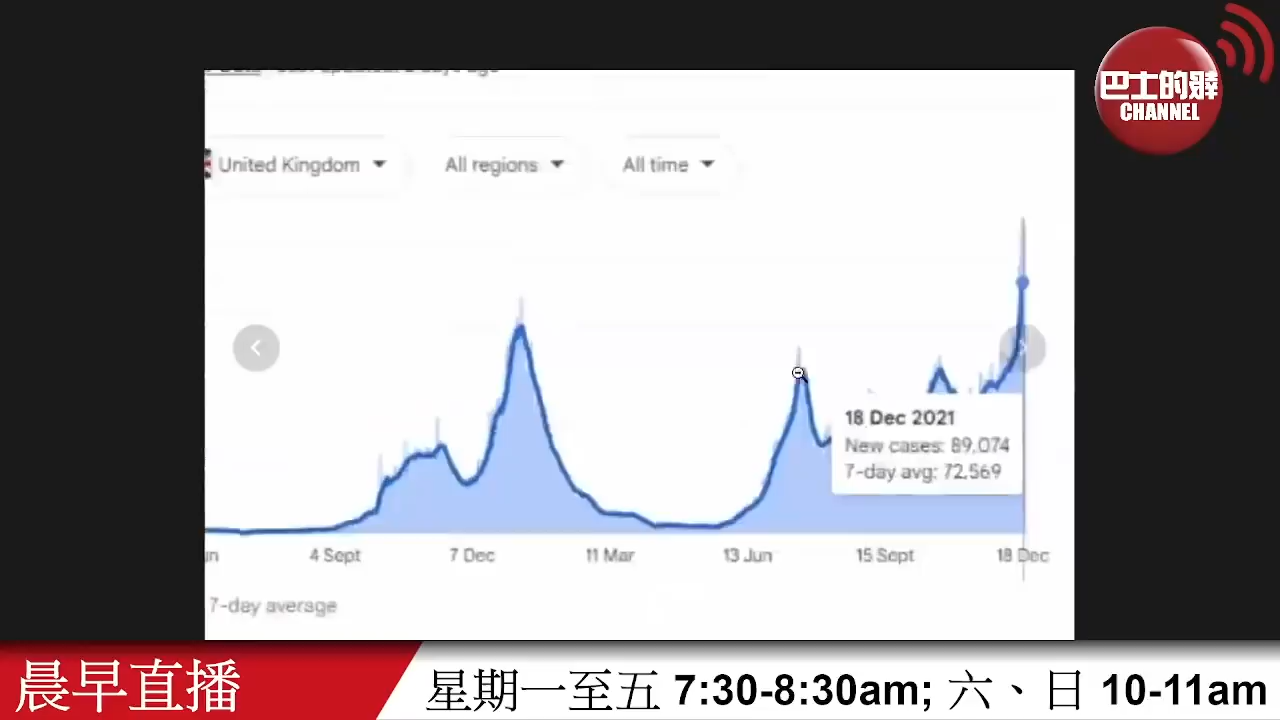 巴士的報
CHANNEL
United Kingdom
All regions
All time
18 Dec 2021
New cases: 89,074
7-day avg: 72,569
4 Sept
7 Dec
11 Mar
13 Jun
15 Sept
18 Dec
7-day average
晨早直播
星期一至五 7:30-8:30am; 六、日 10-11am